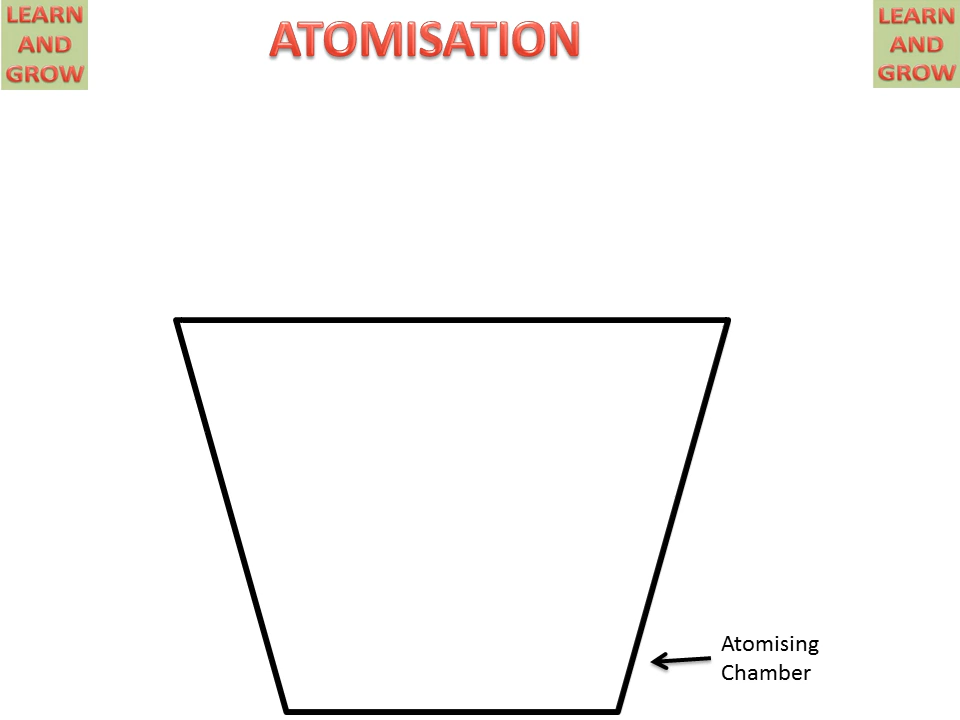 LEARN
AND
GROW
ATOMISATION
LEARN
AND
GROW
Atomising
Chamber